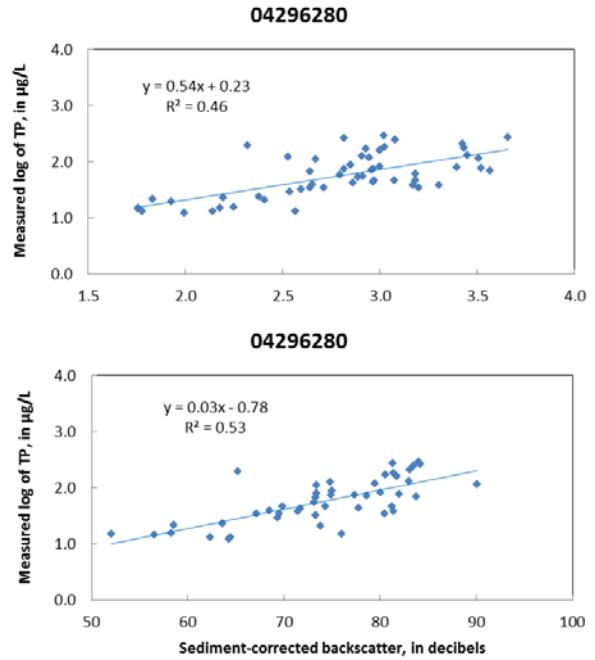 04296280
Measured log of TP, in µg/L
4.0
3.0
2.0
1.0
0.0
y = 0.54x + 0.23
R² = 0.46
1.5 2.0 2.5 3.0 3.5 4.0
04296280
Measured log of TP, in µg/L
4.0
3.0
2.0
1.0
0.0
y = 0.03x - 0.78
R² = 0.53
50 60 70 80 90 100
Sediment-corrected backscatter, in decibels